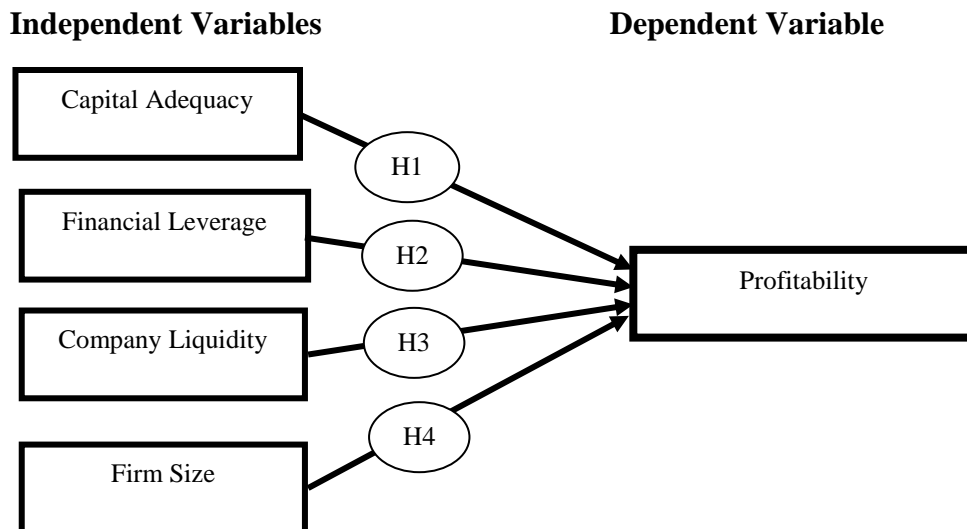 Independent Variables
Dependent Variable
Capital Adequacy
H1
Financial Leverage
H2
Profitability
Company Liquidity
H3
H4
Firm Size